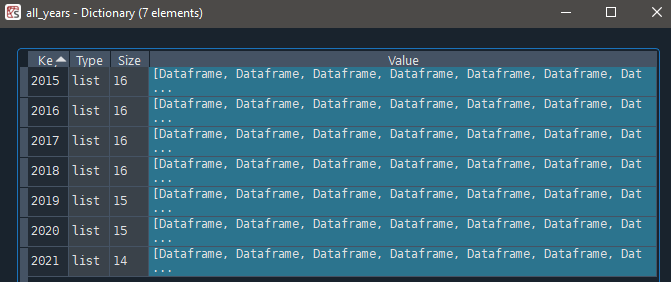 all_years - Dictionary (7 elements)
Ke Type Size Value
2015 list 16 [Dataframe, Dataframe, Dataframe, Dataframe, Dataframe, Dataframe, Dat
...
2016 list 16 [Dataframe, Dataframe, Dataframe, Dataframe, Dataframe, Dataframe, Dat
...
2017 list 16 [Dataframe, Dataframe, Dataframe, Dataframe, Dataframe, Dataframe, Dat
...
2018 list 16 [Dataframe, Dataframe, Dataframe, Dataframe, Dataframe, Dataframe, Dat
...
2019 list 15 [Dataframe, Dataframe, Dataframe, Dataframe, Dataframe, Dataframe, Dat
...
2020 list 15 [Dataframe, Dataframe, Dataframe, Dataframe, Dataframe, Dataframe, Dat
...
2021 list 14 [Dataframe, Dataframe, Dataframe, Dataframe, Dataframe, Dataframe, Dat
...